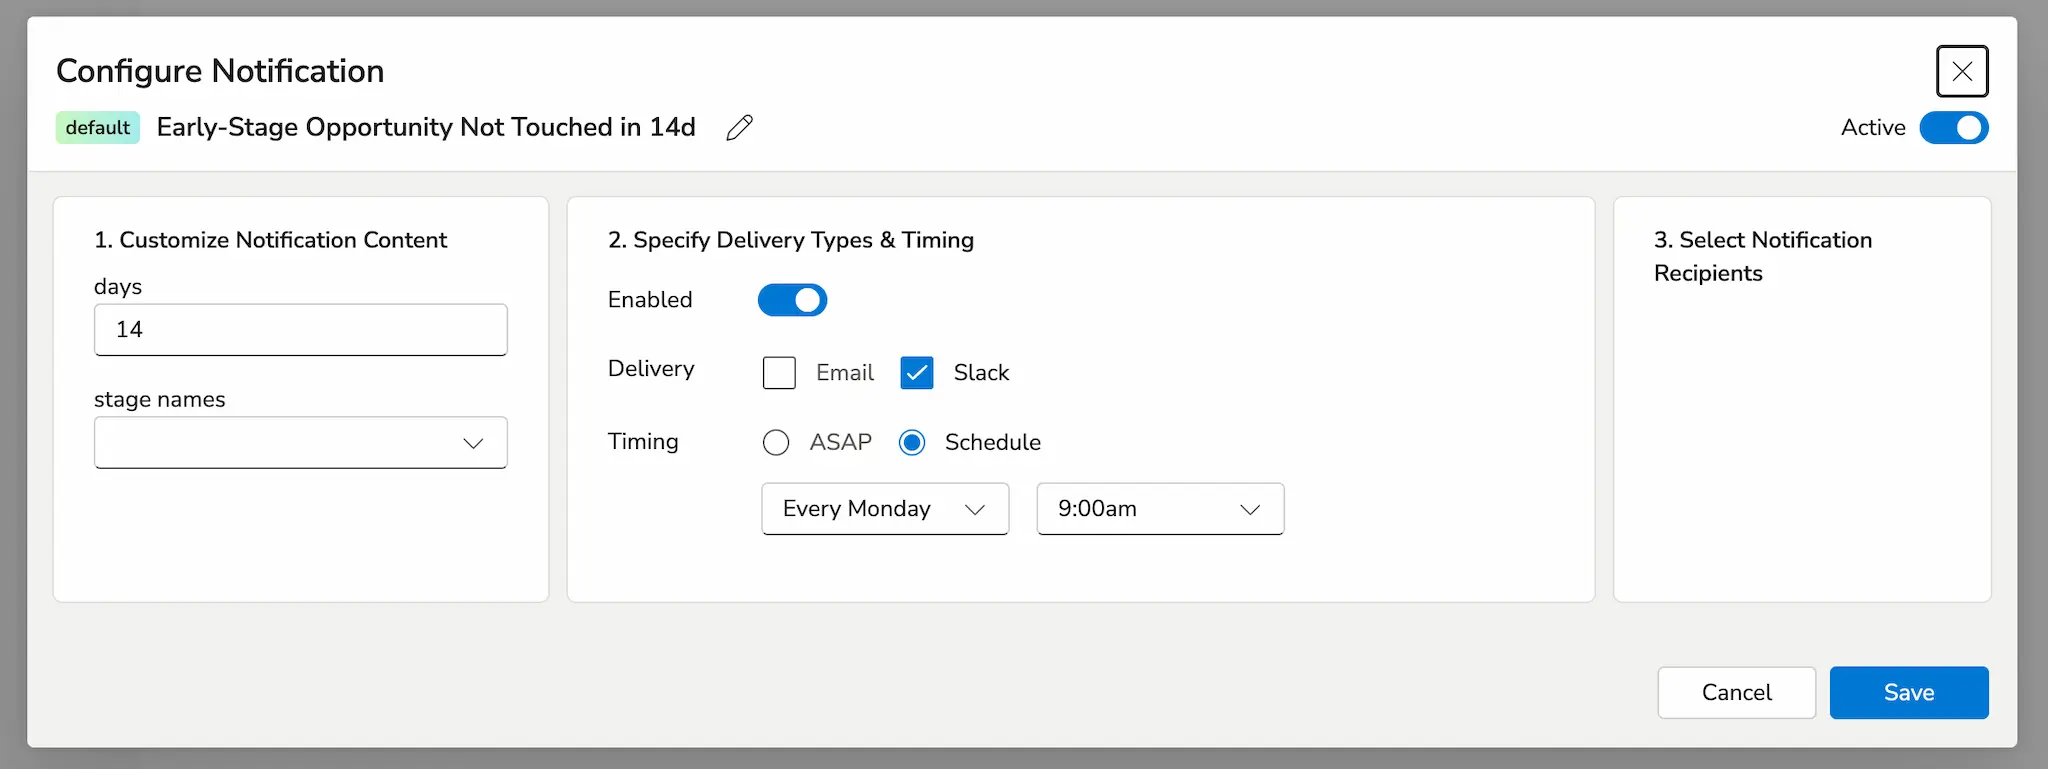 Configure Notification
default Early-Stage Opportunity Not Touched in 14d
Active
1. Customize Notification Content
days
14
stage names
2. Specify Delivery Types & Timing
Enabled
Delivery Email Slack
Timing ASAP Schedule
Every Monday 9:00am
3. Select Notification
Recipients
Cancel Save